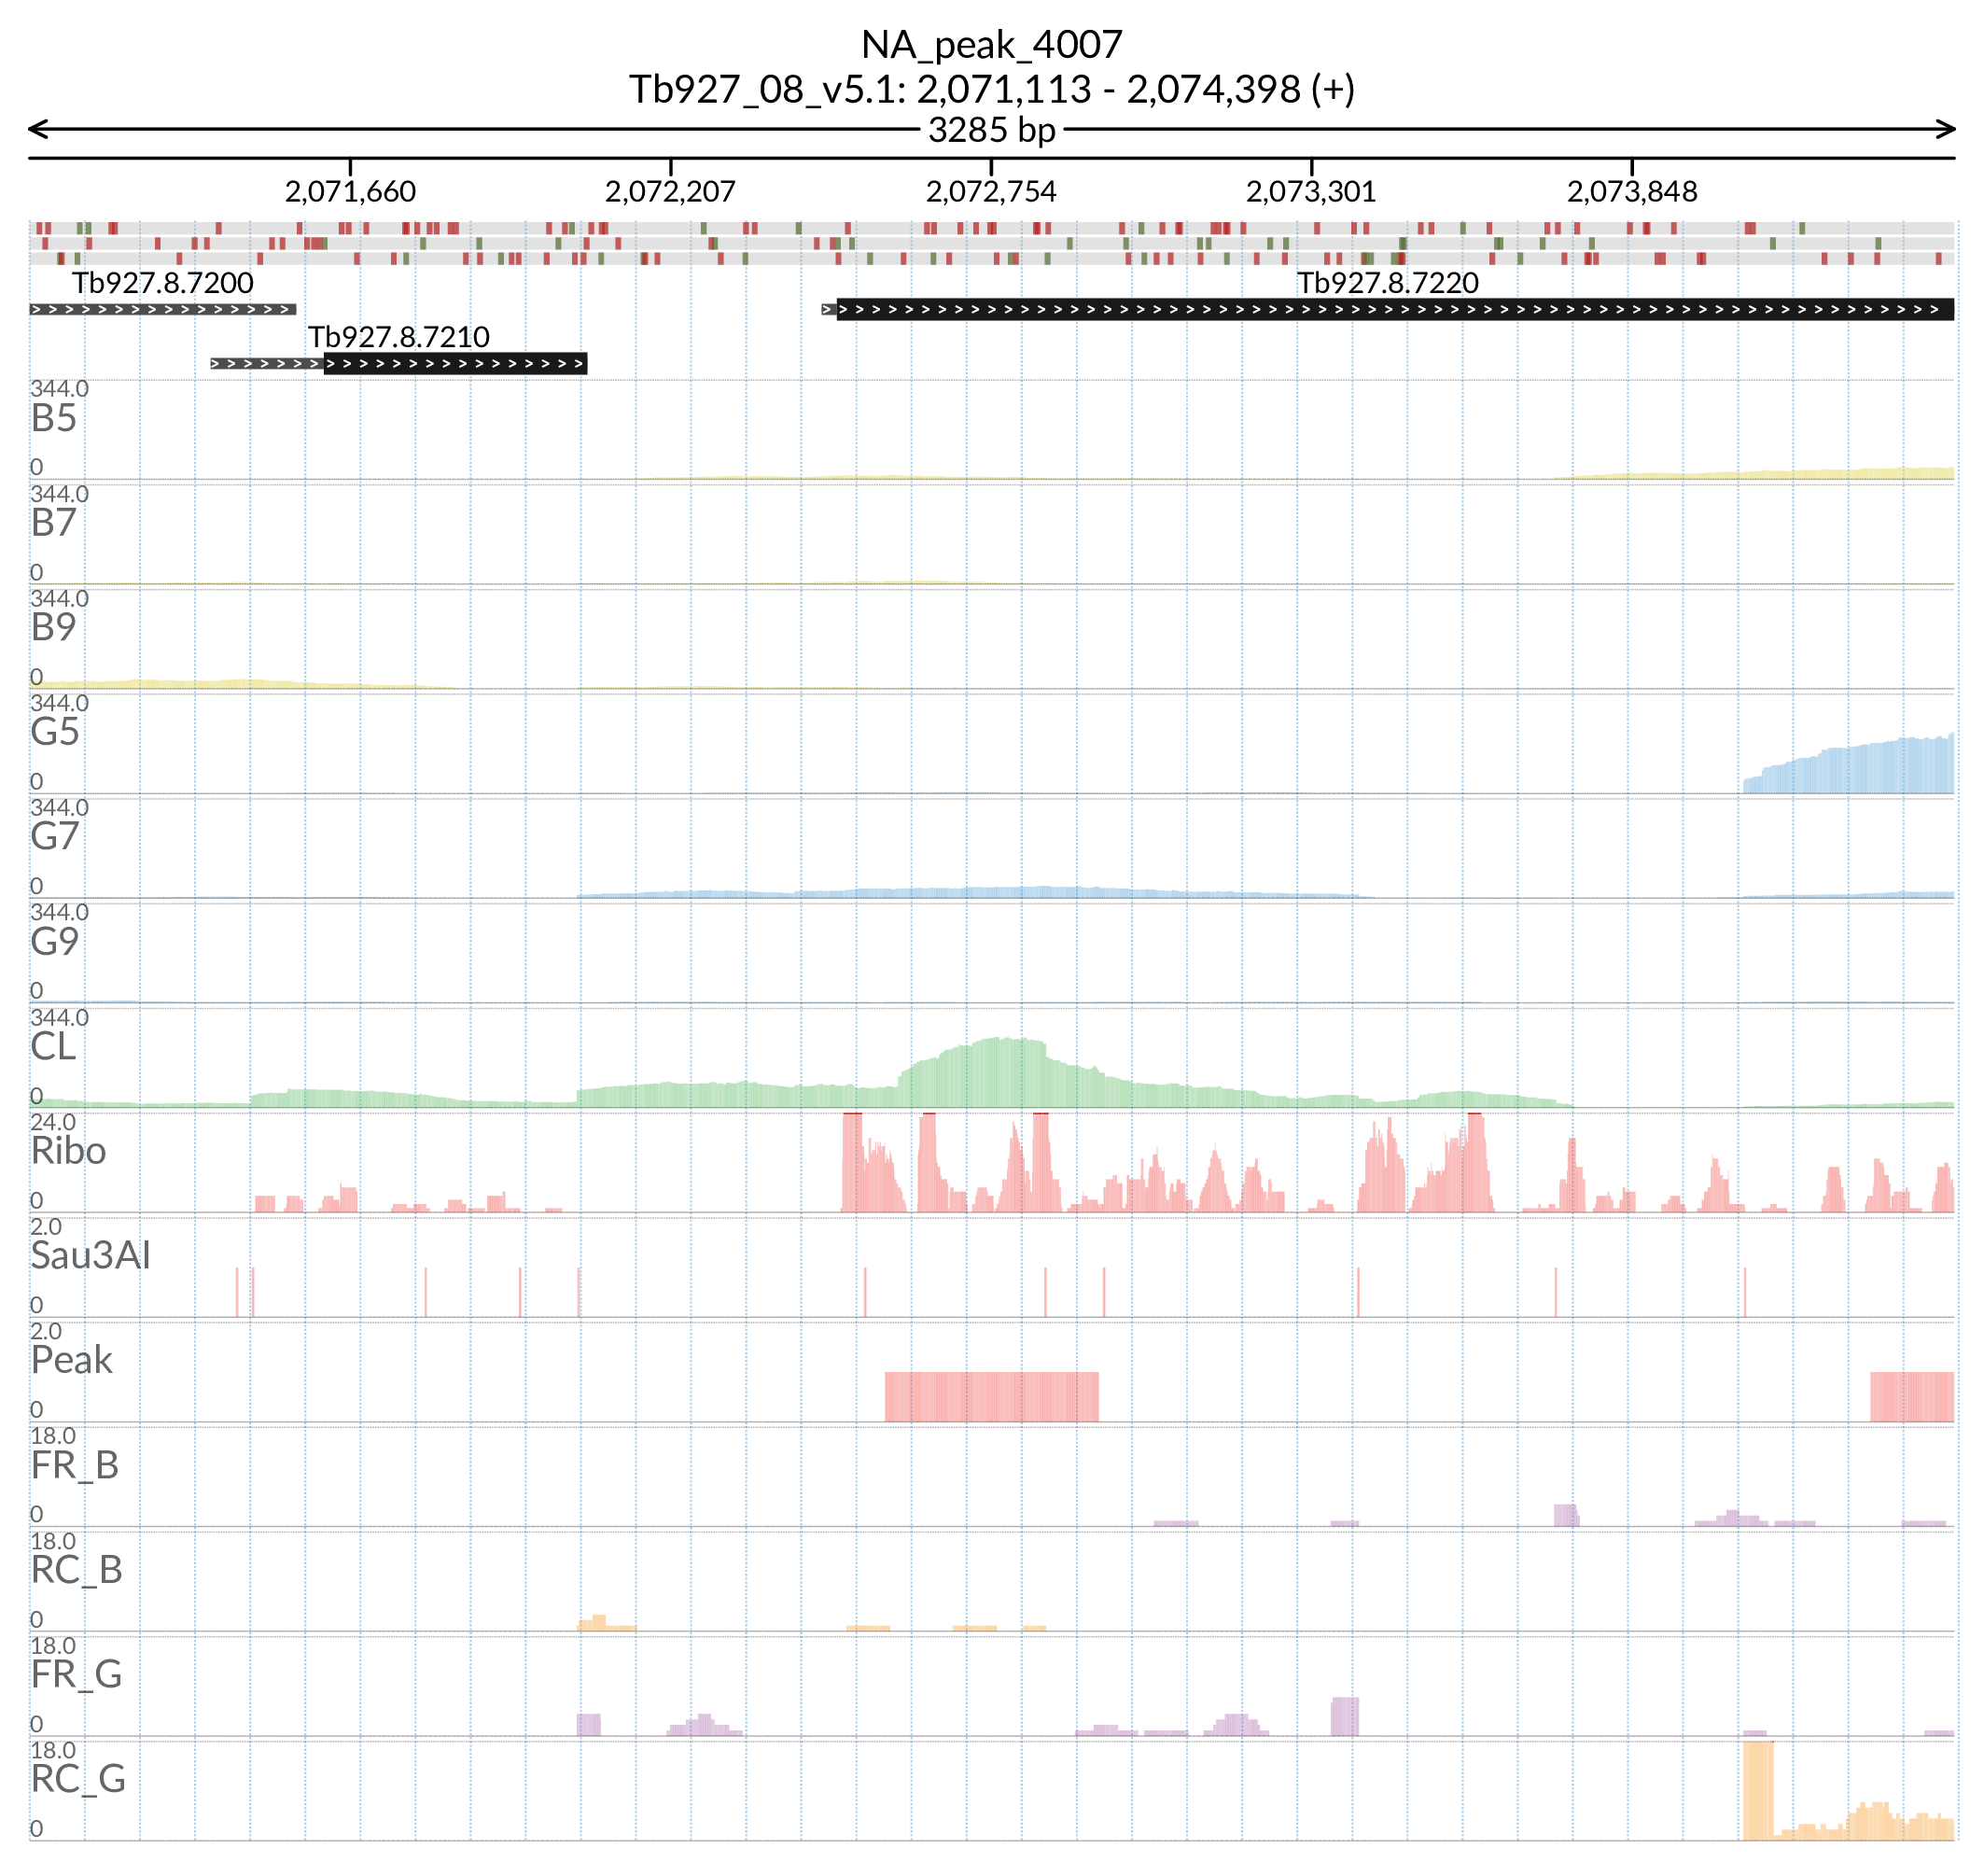 NA_peak_4007
Tb927_08_v5.1: 2,071,113 - 2,074,398 (+)
3285 bp
2,071,660 2,072,207 2,072,754 2,073,301 2,073,848
Tb927.8.7200 Tb927.8.7220
Tb927.8.7210
344.0
B5
0
344.0
B7
0
344.0
B9
0
344.0
G5
0
344.0
G7
0
344.0
G9
0
344.0
CL
0
24.0
Ribo
0
2.0
Sau3AI
0
2.0
Peak
0
18.0
FR_B
0
18.0
RC_B
0
18.0
FR_G
0
18.0
RC_G
0